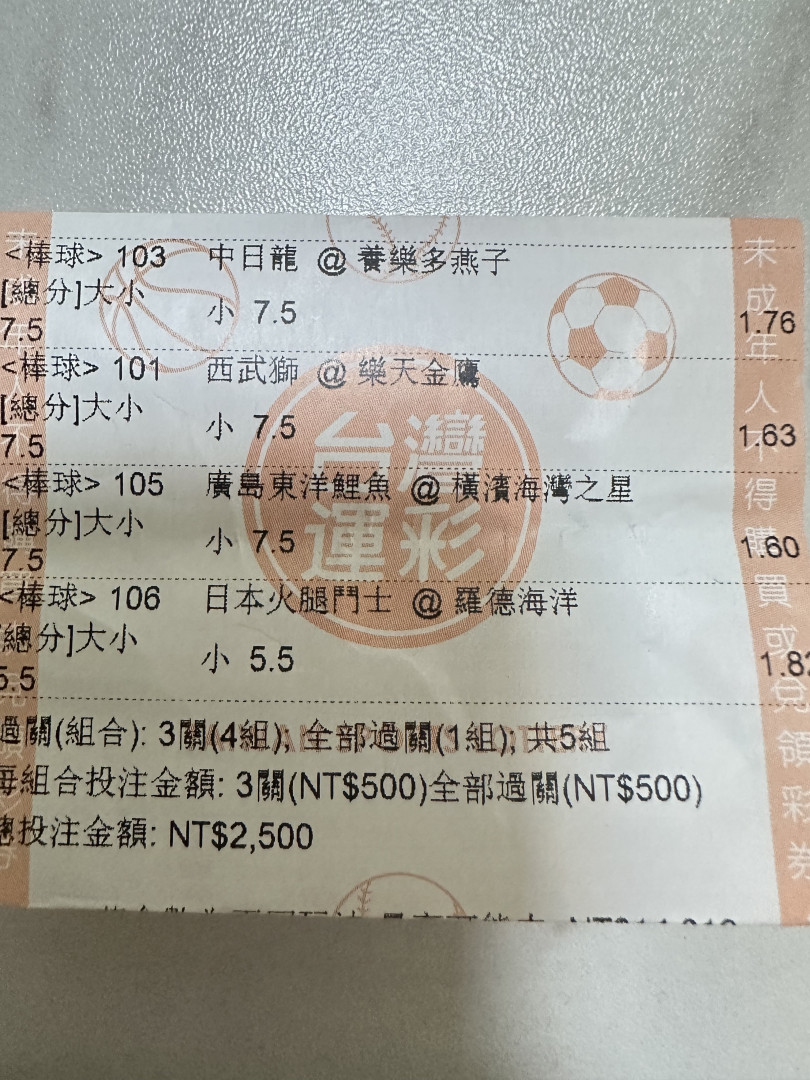 <棒球> 103 中日龍 @ 養樂多燕子
[總分]大小
小 7.5
7.5
1.76
<棒球> 101 西武獅 @ 樂天金鷹
[總分]大小
小 7.5
7.5
1.63
<棒球> 105 廣島東洋鯉魚 @ 橫濱海灣之星
[總分]大小
小 7.5
7.5
1.60
<棒球> 106 日本火腿鬥士 @ 羅德海洋
[總分]大小
小 5.5
5.5
1.82
過關(組合): 3關(4組); 全部過關(1組); 共5組
每組合投注金額: 3關(NT$500)全部過關(NT$500)
總投注金額: NT$2,500
台灣
運彩
未成年人不得購買或兌領彩券